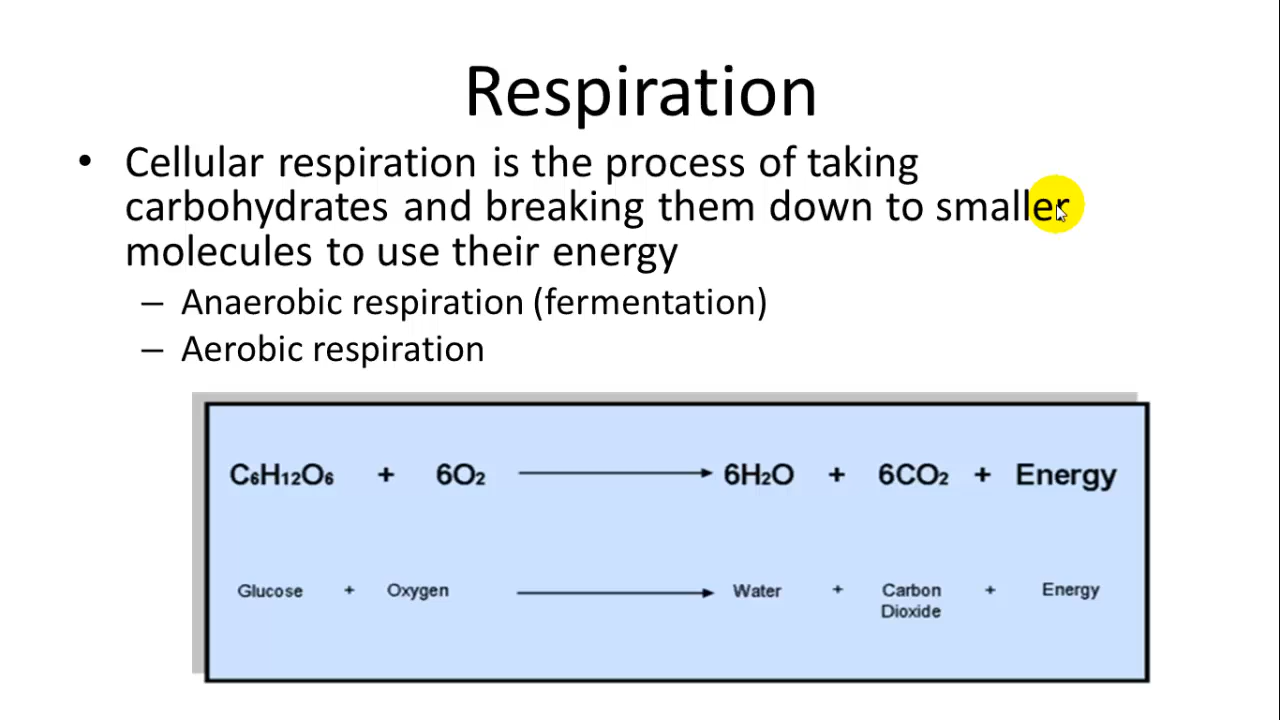 Respiration
• Cellular respiration is the process of taking
carbohydrates and breaking them down to smaller
molecules to use their energy
– Anaerobic respiration (fermentation)
– Aerobic respiration
C₆H₁₂O₆ + 6O₂ → 6H₂O + 6CO₂ + Energy
Glucose + Oxygen → Water + Carbon + Energy
Dioxide